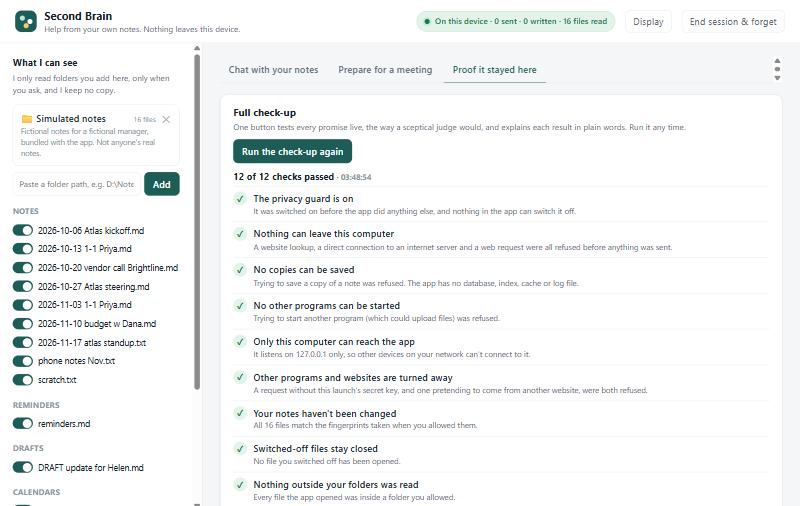 Second Brain
Help from your own notes. Nothing leaves this device.
On this device · 0 sent · 0 written · 16 files read
Display
End session & forget
What I can see
I only read folders you add here, only when
you ask, and I keep no copy.
Simulated notes
16 files
Fictional notes for a fictional manager,
bundled with the app. Not anyone's real
notes.
Paste a folder path, e.g. D:\Note
Add
NOTES
2026-10-06 Atlas kickoff.md
2026-10-13 1-1 Priya.md
2026-10-20 vendor call Brightline.md
2026-10-27 Atlas steering.md
2026-11-03 1-1 Priya.md
2026-11-10 budget w Dana.md
2026-11-17 atlas standup.txt
phone notes Nov.txt
scratch.txt
REMINDERS
reminders.md
DRAFTS
DRAFT update for Helen.md
CALENDARS
Chat with your notes
Prepare for a meeting
Proof it stayed here
Full check-up
One button tests every promise live, the way a sceptical judge would, and explains each result in plain words. Run it any time.
Run the check-up again
12 of 12 checks passed · 03:48:54
The privacy guard is on
It was switched on before the app did anything else, and nothing in the app can switch it off.
Nothing can leave this computer
A website lookup, a direct connection to an internet server and a web request were all refused before anything was sent.
No copies can be saved
Trying to save a copy of a note was refused. The app has no database, index, cache or log file.
No other programs can be started
Trying to start another program (which could upload files) was refused.
Only this computer can reach the app
It listens on 127.0.0.1 only, so other devices on your network can't connect to it.
Other programs and websites are turned away
A request without this launch's secret key, and one pretending to come from another website, were both refused.
Your notes haven't been changed
All 16 files match the fingerprints taken when you allowed them.
Switched-off files stay closed
No file you switched off has been opened.
Nothing outside your folders was read
Every file the app opened was inside a folder you allowed.